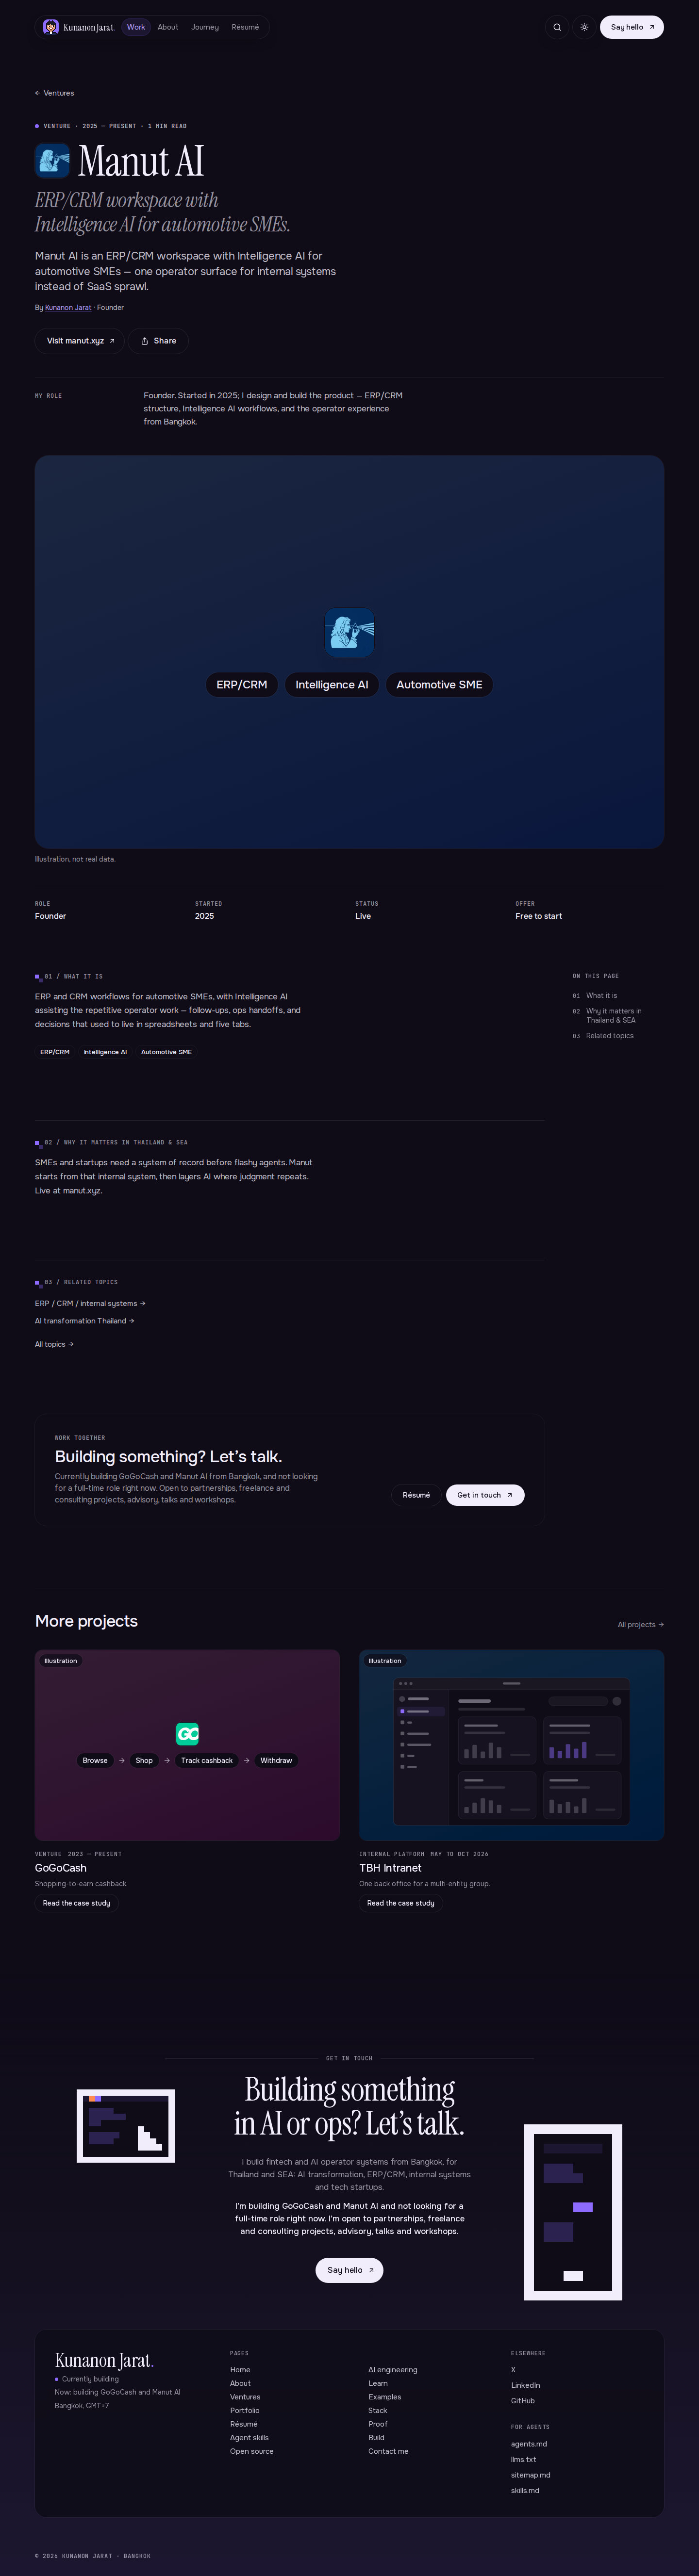 Kunanon Jarat.
Work
About
Journey
Résumé
Say hello
Ventures
VENTURE · 2025 — PRESENT · 1 MIN READ
Manut AI
ERP/CRM workspace with
Intelligence AI for automotive SMEs.
Manut AI is an ERP/CRM workspace with Intelligence AI for
automotive SMEs — one operator surface for internal systems
instead of SaaS sprawl.
By Kunanon Jarat · Founder
Visit manut.xyz
Share
MY ROLE
Founder. Started in 2025; I design and build the product — ERP/CRM
structure, Intelligence AI workflows, and the operator experience
from Bangkok.
ERP/CRM
Intelligence AI
Automotive SME
Illustration, not real data.
ROLE
Founder
STARTED
2025
STATUS
Live
OFFER
Free to start
01 / WHAT IT IS
ERP and CRM workflows for automotive SMEs, with Intelligence AI
assisting the repetitive operator work — follow-ups, ops handoffs, and
decisions that used to live in spreadsheets and five tabs.
ERP/CRM
Intelligence AI
Automotive SME
ON THIS PAGE
01 What it is
02 Why it matters in
Thailand & SEA
03 Related topics
02 / WHY IT MATTERS IN THAILAND & SEA
SMEs and startups need a system of record before flashy agents. Manut
starts from that internal system, then layers AI where judgment repeats.
Live at manut.xyz.
03 / RELATED TOPICS
ERP / CRM / internal systems →
AI transformation Thailand →
All topics →
WORK TOGETHER
Building something? Let's talk.
Currently building GoGoCash and Manut AI from Bangkok, and not looking
for a full-time role right now. Open to partnerships, freelance and
consulting projects, advisory, talks and workshops.
Résumé
Get in touch
More projects
All projects →
Illustration
GO
Browse → Shop → Track cashback → Withdraw
VENTURE 2023 — PRESENT
GoGoCash
Shopping-to-earn cashback.
Read the case study
Illustration
INTERNAL PLATFORM MAY TO OCT 2026
TBH Intranet
One back office for a multi-entity group.
Read the case study
GET IN TOUCH
Building something
in AI or ops? Let's talk.
I build fintech and AI operator systems from Bangkok, for
Thailand and SEA: AI transformation, ERP/CRM, internal systems
and tech startups.
I'm building GoGoCash and Manut AI and not looking for a
full-time role right now. I'm open to partnerships, freelance
and consulting projects, advisory, talks and workshops.
Say hello
Kunanon Jarat.
Currently building
Now: building GoGoCash and Manut AI
Bangkok, GMT+7
PAGES
Home
About
Ventures
Portfolio
Résumé
Agent skills
Open source
AI engineering
Learn
Examples
Stack
Proof
Build
Contact me
ELSEWHERE
X
LinkedIn
GitHub
FOR AGENTS
agents.md
llms.txt
sitemap.md
skills.md
© 2026 KUNANON JARAT · BANGKOK